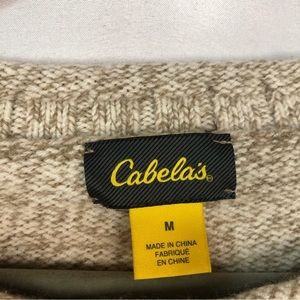 Cabela's®
M
MADE IN CHINA
FABRIQUÉ
EN CHINE